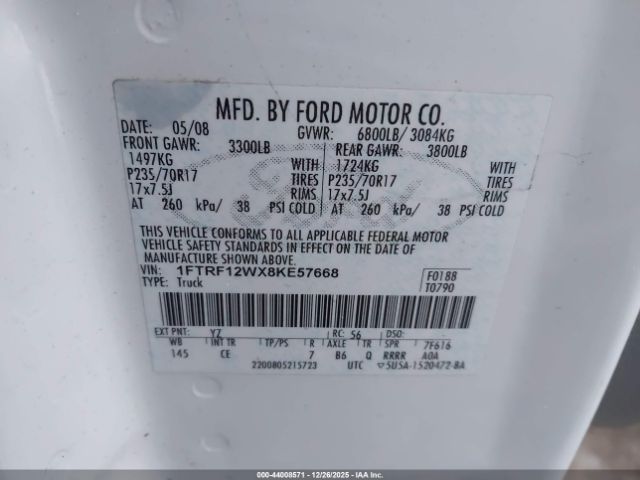 MFD. BY FORD MOTOR CO.
DATE: 05/08 GVWR: 6800LB/ 3084KG
FRONT GAWR: 3300LB REAR GAWR: 3800LB
1497KG WITH 1724KG WITH
P235/70R17 TIRES P235/70R17 TIRES
17x7.5J RIMS 17x7.5J RIMS
AT 260 kPa/ 38 PSI COLD AT 260 kPa/ 38 PSI COLD
THIS VEHICLE CONFORMS TO ALL APPLICABLE FEDERAL MOTOR
VEHICLE SAFETY STANDARDS IN EFFECT ON THE DATE OF
MANUFACTURE SHOWN ABOVE.
VIN: 1FTRF12WX8KE57668 F0188
TYPE: Truck T0790
EXT PNT: YZ RC: 56 DSO:
WB INT TR TP/PS R AXLE TR SPR 7F616
145 CE 7 B6 Q RRRR A0A
2200805215723 UTC ▽5U5A-1520472-BA
000-44008571 | 12/26/2025 - IAA CA